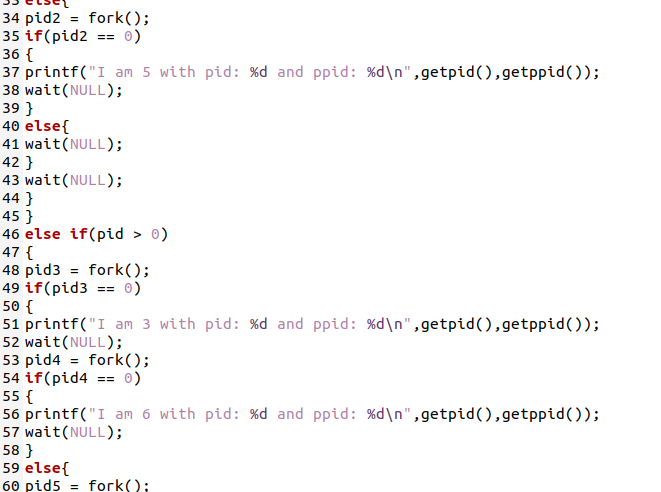 33 else{
34 pid2 = fork();
35 if(pid2 == 0)
36 {
37 printf("I am 5 with pid: %d and ppid: %d\n",getpid(),getppid());
38 wait(NULL);
39 }
40 else{
41 wait(NULL);
42 }
43 wait(NULL);
44 }
45 }
46 else if(pid > 0)
47 {
48 pid3 = fork();
49 if(pid3 == 0)
50 {
51 printf("I am 3 with pid: %d and ppid: %d\n",getpid(),getppid());
52 wait(NULL);
53 pid4 = fork();
54 if(pid4 == 0)
55 {
56 printf("I am 6 with pid: %d and ppid: %d\n",getpid(),getppid());
57 wait(NULL);
58 }
59 else{
60 pid5 = fork();